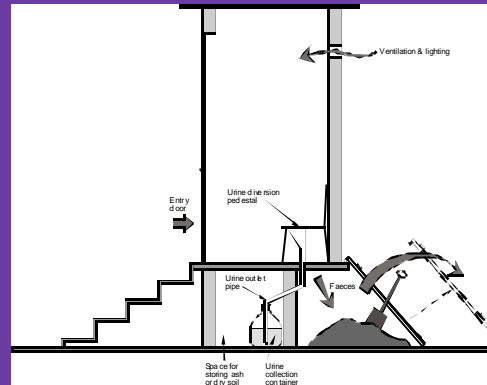 Ventilation & lighting
Urine diversion
pedestal
Entry
door
Urine outlet
pipe
Faeces
Space for
storing ash
or dry soil
Urine
collection
container